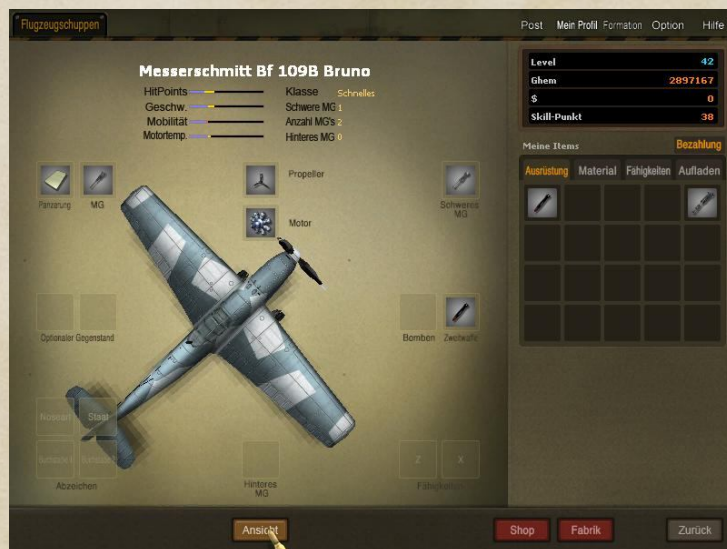 Flugzeugschuppen
Post Mein Profil Formation Option Hilfe
Messerschmitt Bf 109B Bruno
HitPoints
Geschw.
Mobilität
Motortemp.
Klasse Schnelles
Schwere MG 1
Anzahl MG's 2
Hinteres MG 0
Level 42
Ghem 2897167
$ 0
Skill-Punkt 38
Meine Items Bezahlung
Ausrüstung Material Fähigkeiten Aufladen
Panzerung MG
Propeller
Motor
Schweres
MG
Optionaler Gegenstand
Bomben Zweitwaffe
Noseart Staat
Abzeichen
Hinteres
MG
Z X
Fähigkeiten
Ansicht
Shop Fabrik Zurück